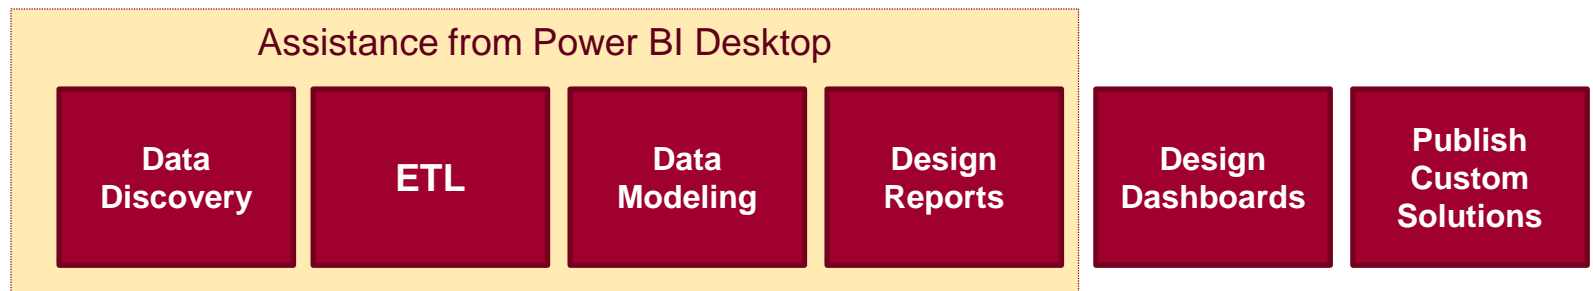 Assistance from Power BI Desktop
Data
Discovery
ETL
Data
Modeling
Design
Reports
Design
Dashboards
Publish
Custom
Solutions